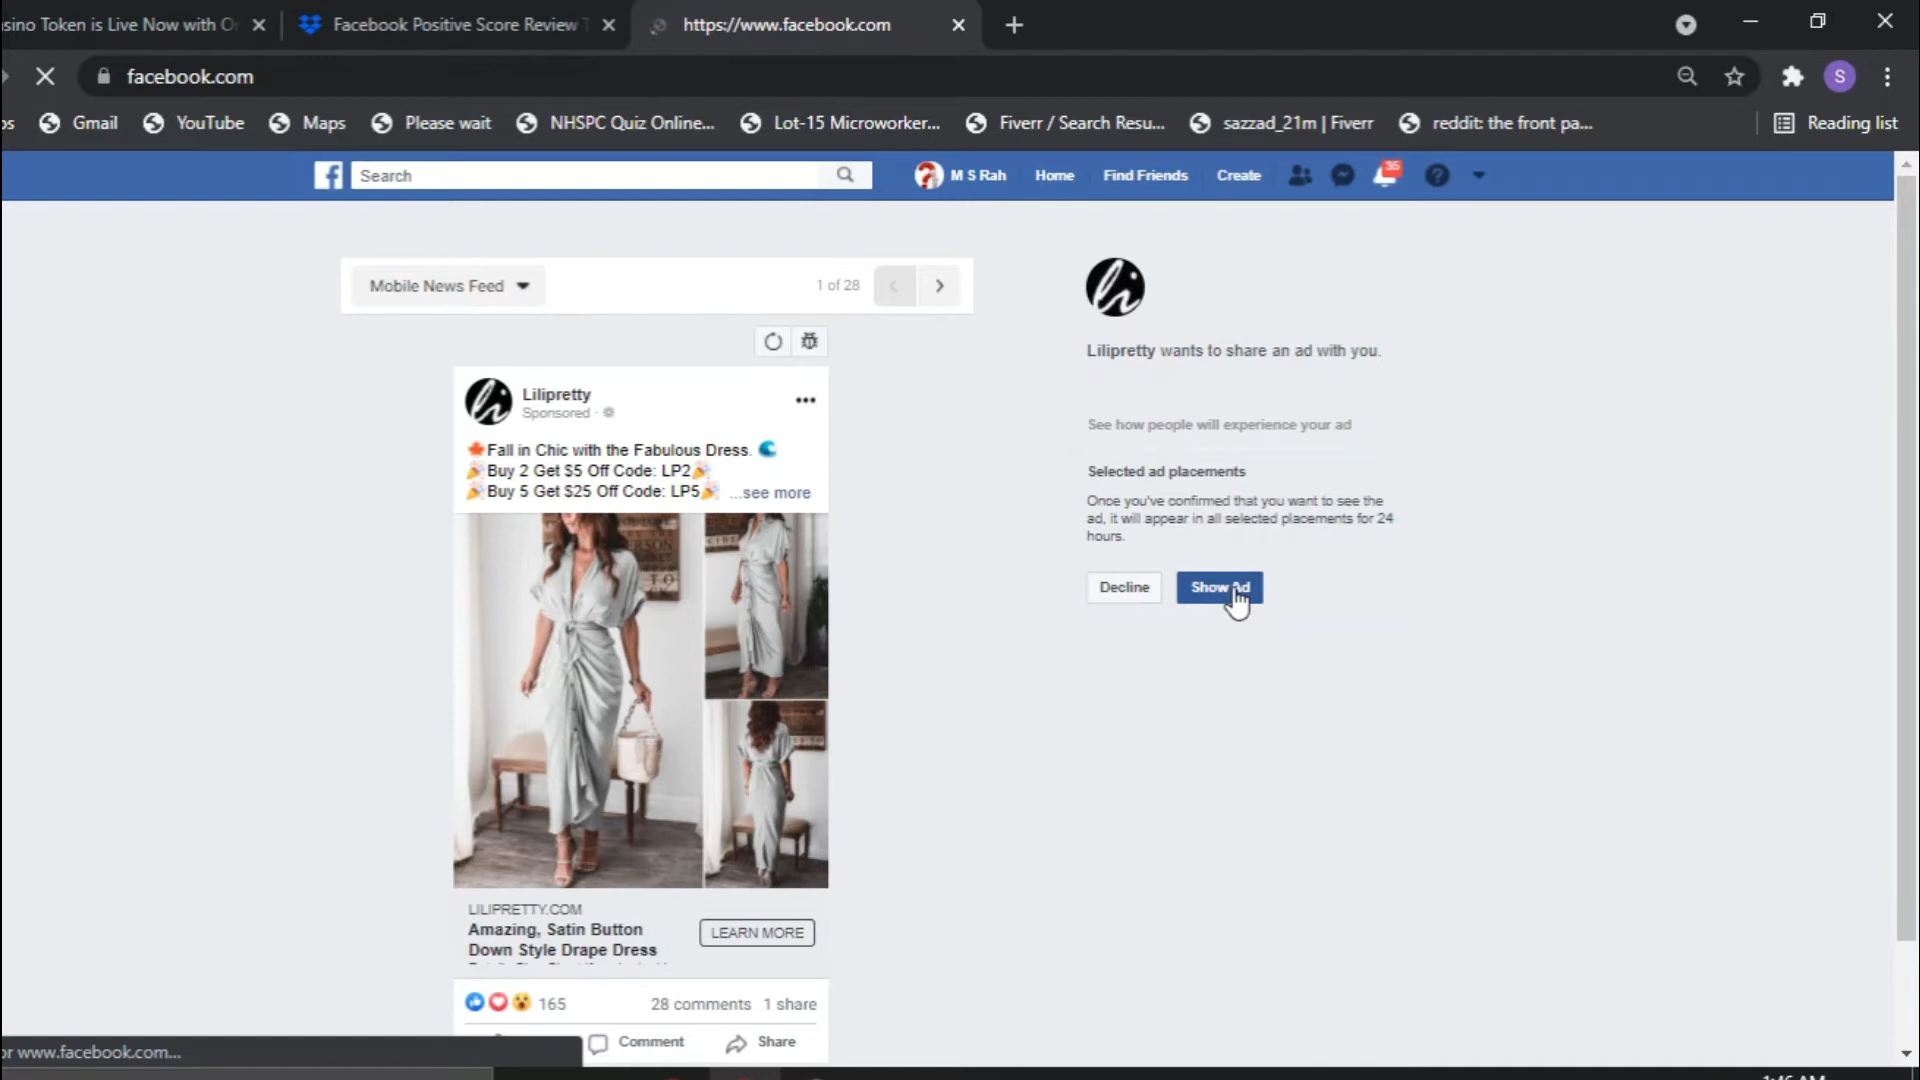 sino Token is Live Now with O
Facebook Positive Score Review T
https://www.facebook.com
facebook.com
S
ps
Gmail
YouTube
Maps
Please wait
NHSPC Quiz Online...
Lot-15 Microworker...
Fiverr / Search Resu...
sazzad_21m | Fiverr
reddit: the front pa...
Reading list
Search
M S Rah
Home
Find Friends
Create
35
Mobile News Feed
1 of 28
Lilipretty wants to share an ad with you.
Lilipretty
Sponsored ·
See how people will experience your ad
🍁Fall in Chic with the Fabulous Dress. 🌊
🎉Buy 2 Get $5 Off Code: LP2🎉
🎉Buy 5 Get $25 Off Code: LP5🎉 ...see more
Selected ad placements
Once you've confirmed that you want to see the
ad, it will appear in all selected placements for 24
hours.
Decline
Show Ad
LILIPRETTY.COM
Amazing, Satin Button
Down Style Drape Dress
LEARN MORE
165
28 comments 1 share
Comment
Share
or www.facebook.com...